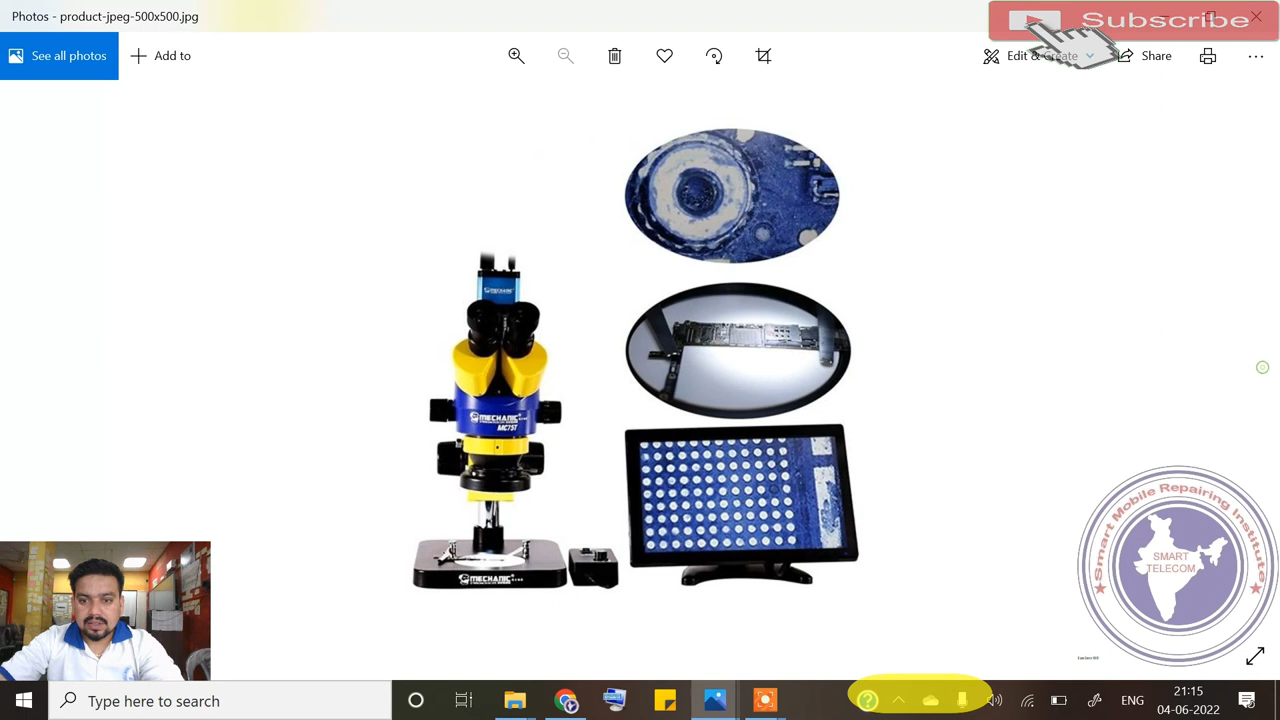 Photos - product-jpeg-500x500.jpg
Subscribe
See all photos
Add to
Edit & Create
Share
MECHANIC
MECHANIC
MC75T
MECHANIC
Smart Mobile Repairing Institute
SMART
TELECOM
Type here to search
ENG
21:15
04-06-2022